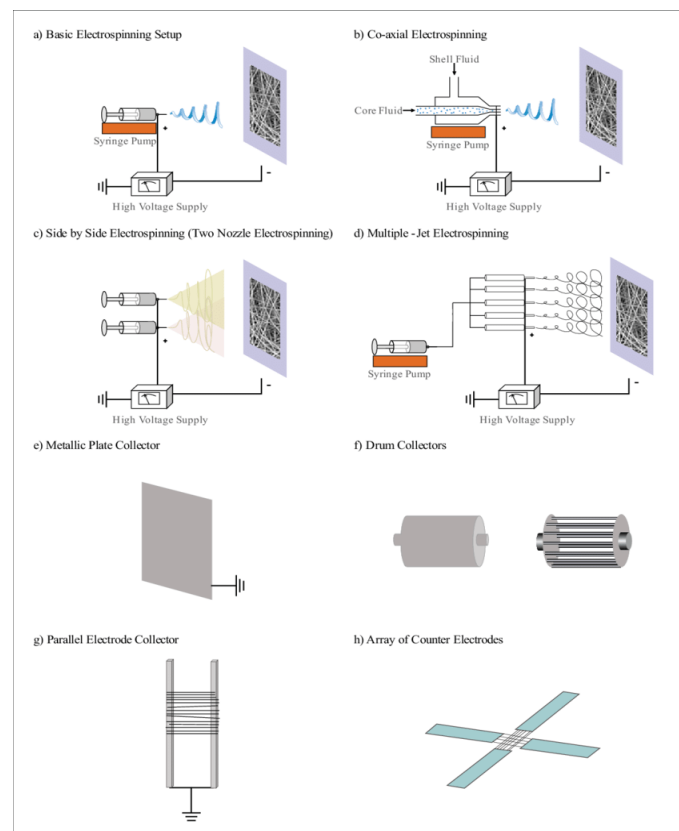 a) Basic Electrospinning Setup
b) Co-axial Electrospinning
Shell Fluid
Core Fluid
+
Syringe Pump
-
High Voltage Supply
+
Syringe Pump
-
High Voltage Supply
c) Side by Side Electrospinning (Two Nozzle Electrospinning)
d) Multiple - Jet Electrospinning
+
-
High Voltage Supply
Syringe Pump
+
-
High Voltage Supply
e) Metallic Plate Collector
f) Drum Collectors
g) Parallel Electrode Collector
h) Array of Counter Electrodes